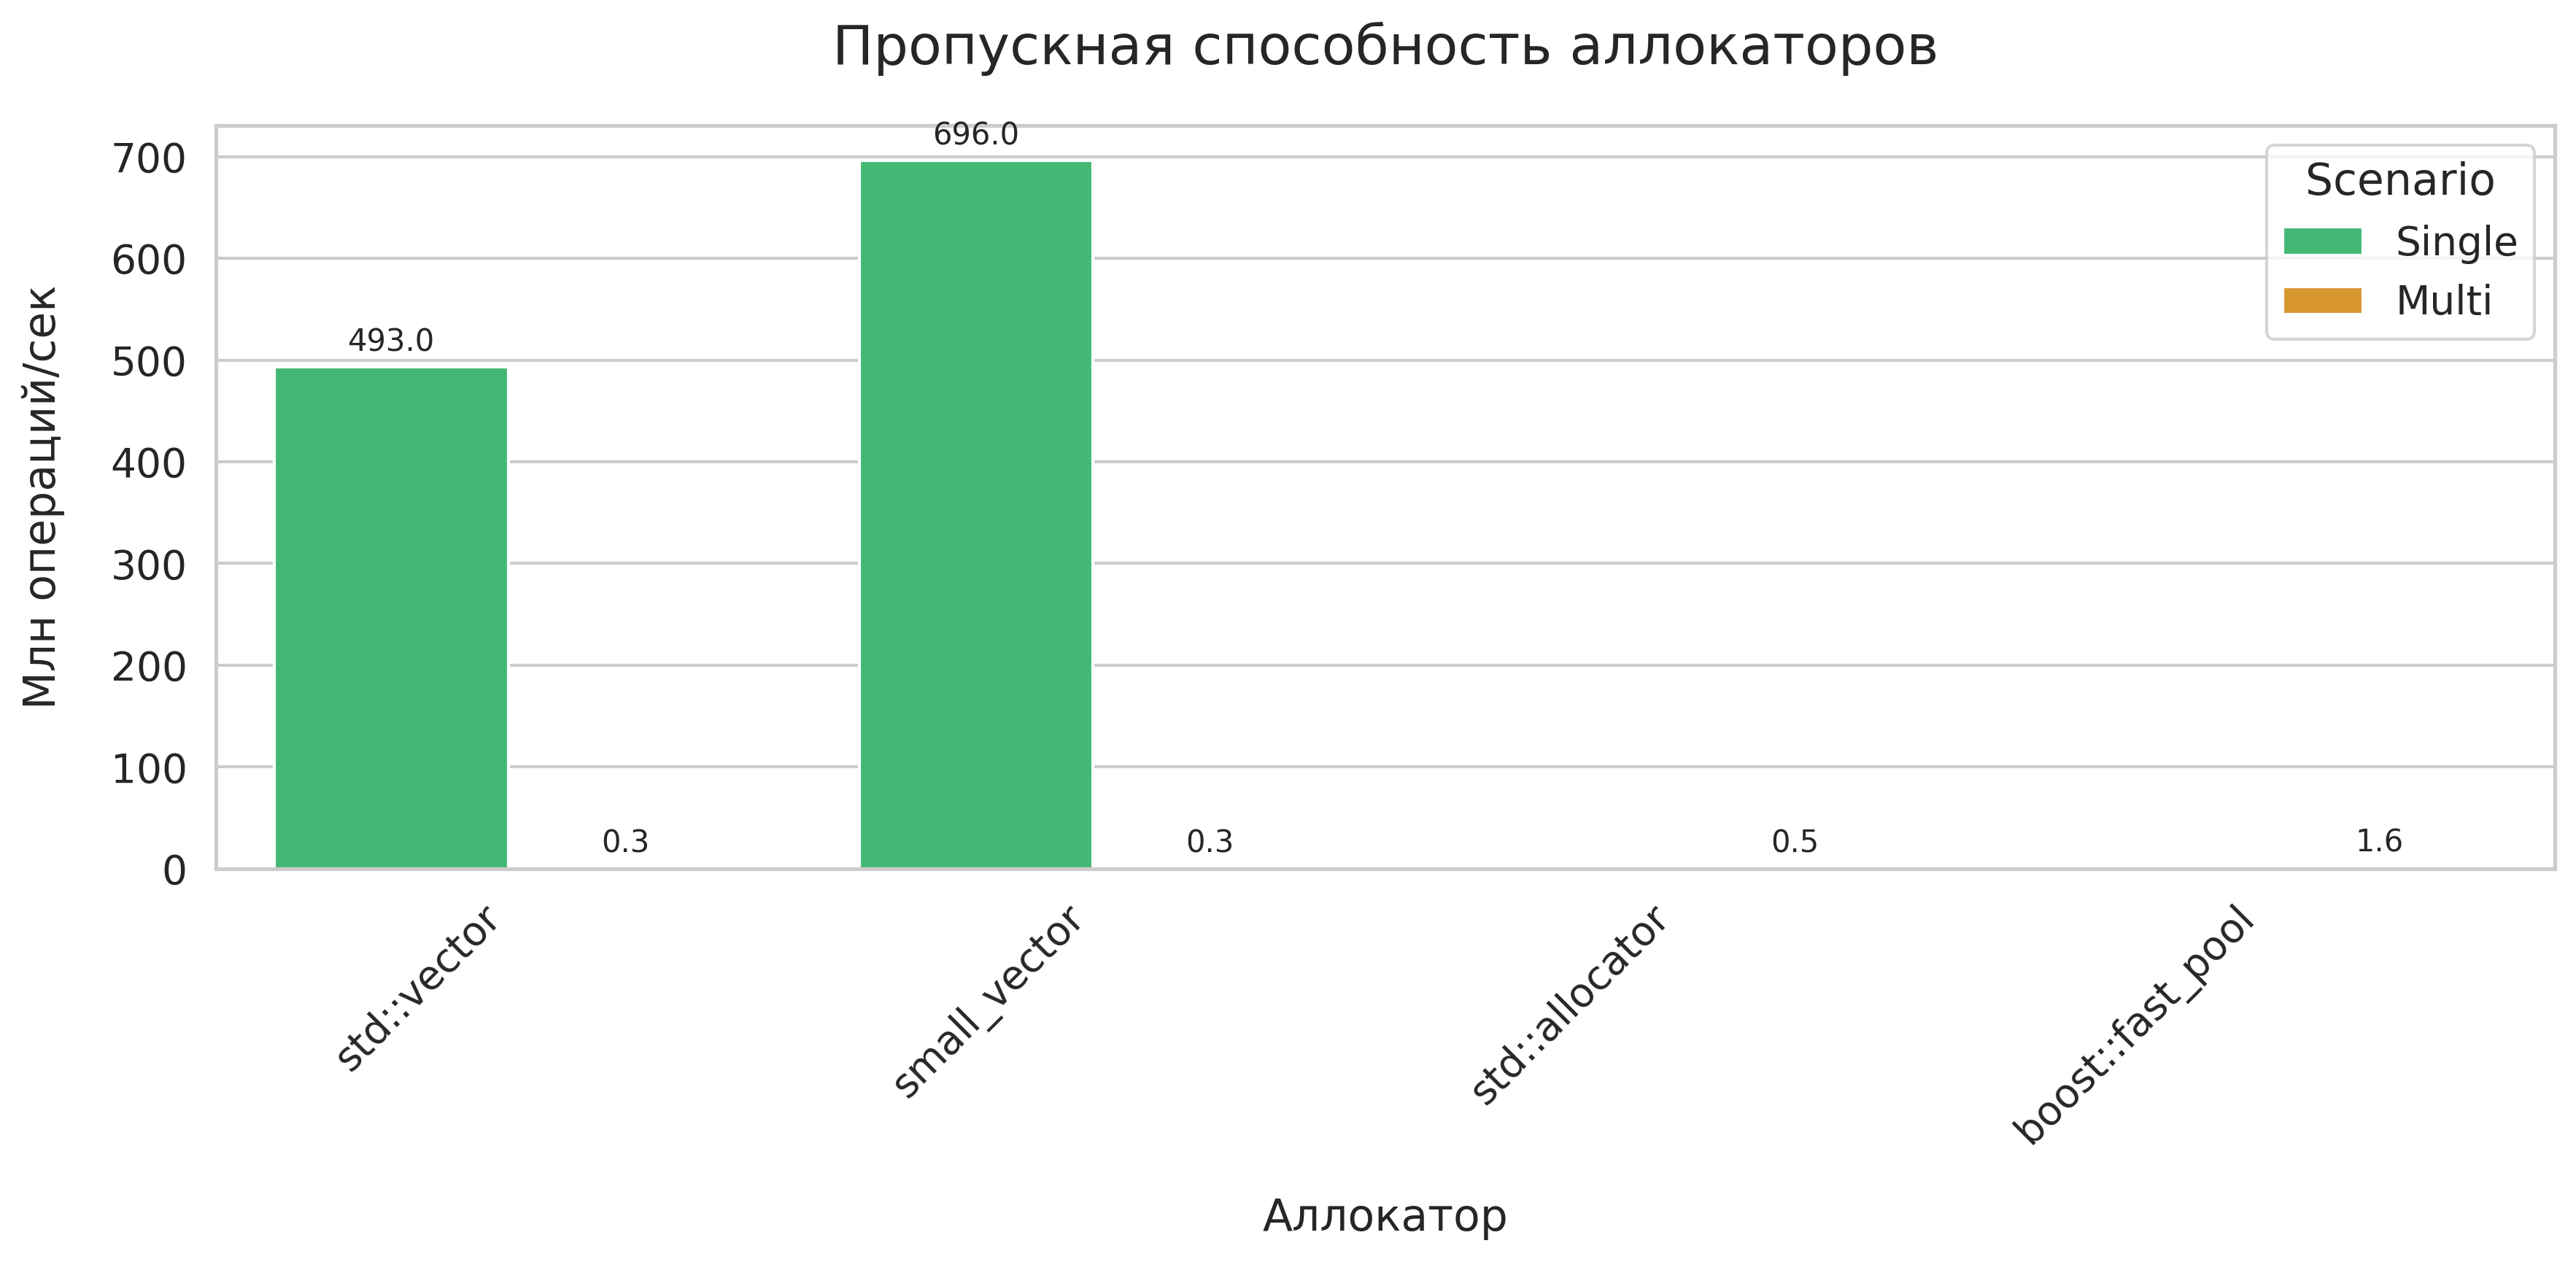 Пропускная способность аллокаторов
Млн операций/сек
700
600
500
400
300
200
100
0
493.0
0.3
696.0
0.3
0.5
1.6
Scenario
Single
Multi
std::vector
small_vector
std::allocator
boost::fast_pool
Аллокатор